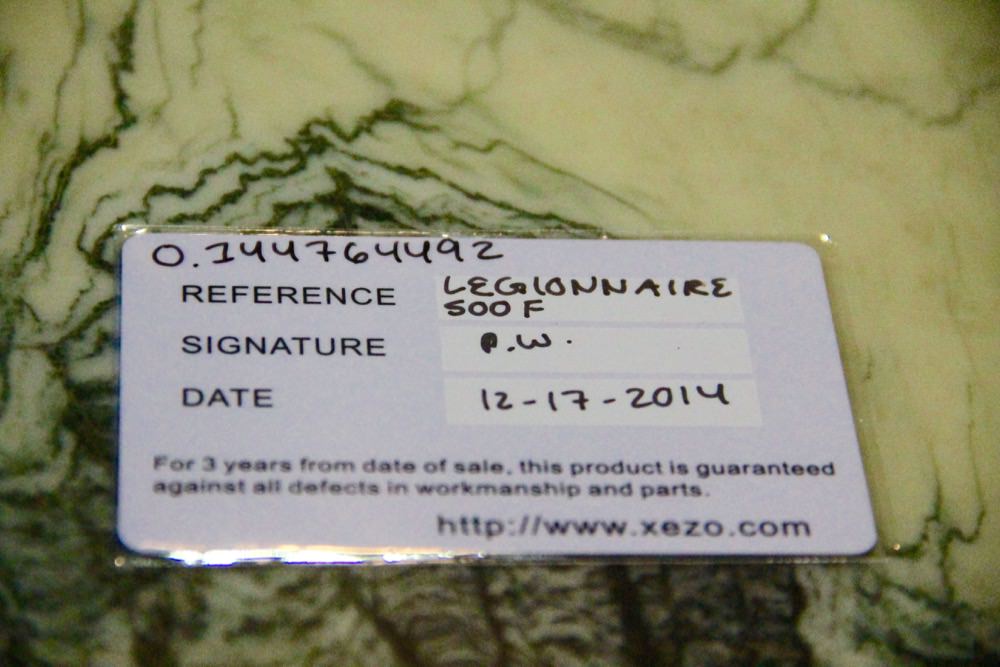 0.144764492
REFERENCE LEGIONNAIRE
500 F
SIGNATURE P.W.
DATE 12-17-2014
For 3 years from date of sale, this product is guaranteed
against all defects in workmanship and parts.
http://www.xezo.com